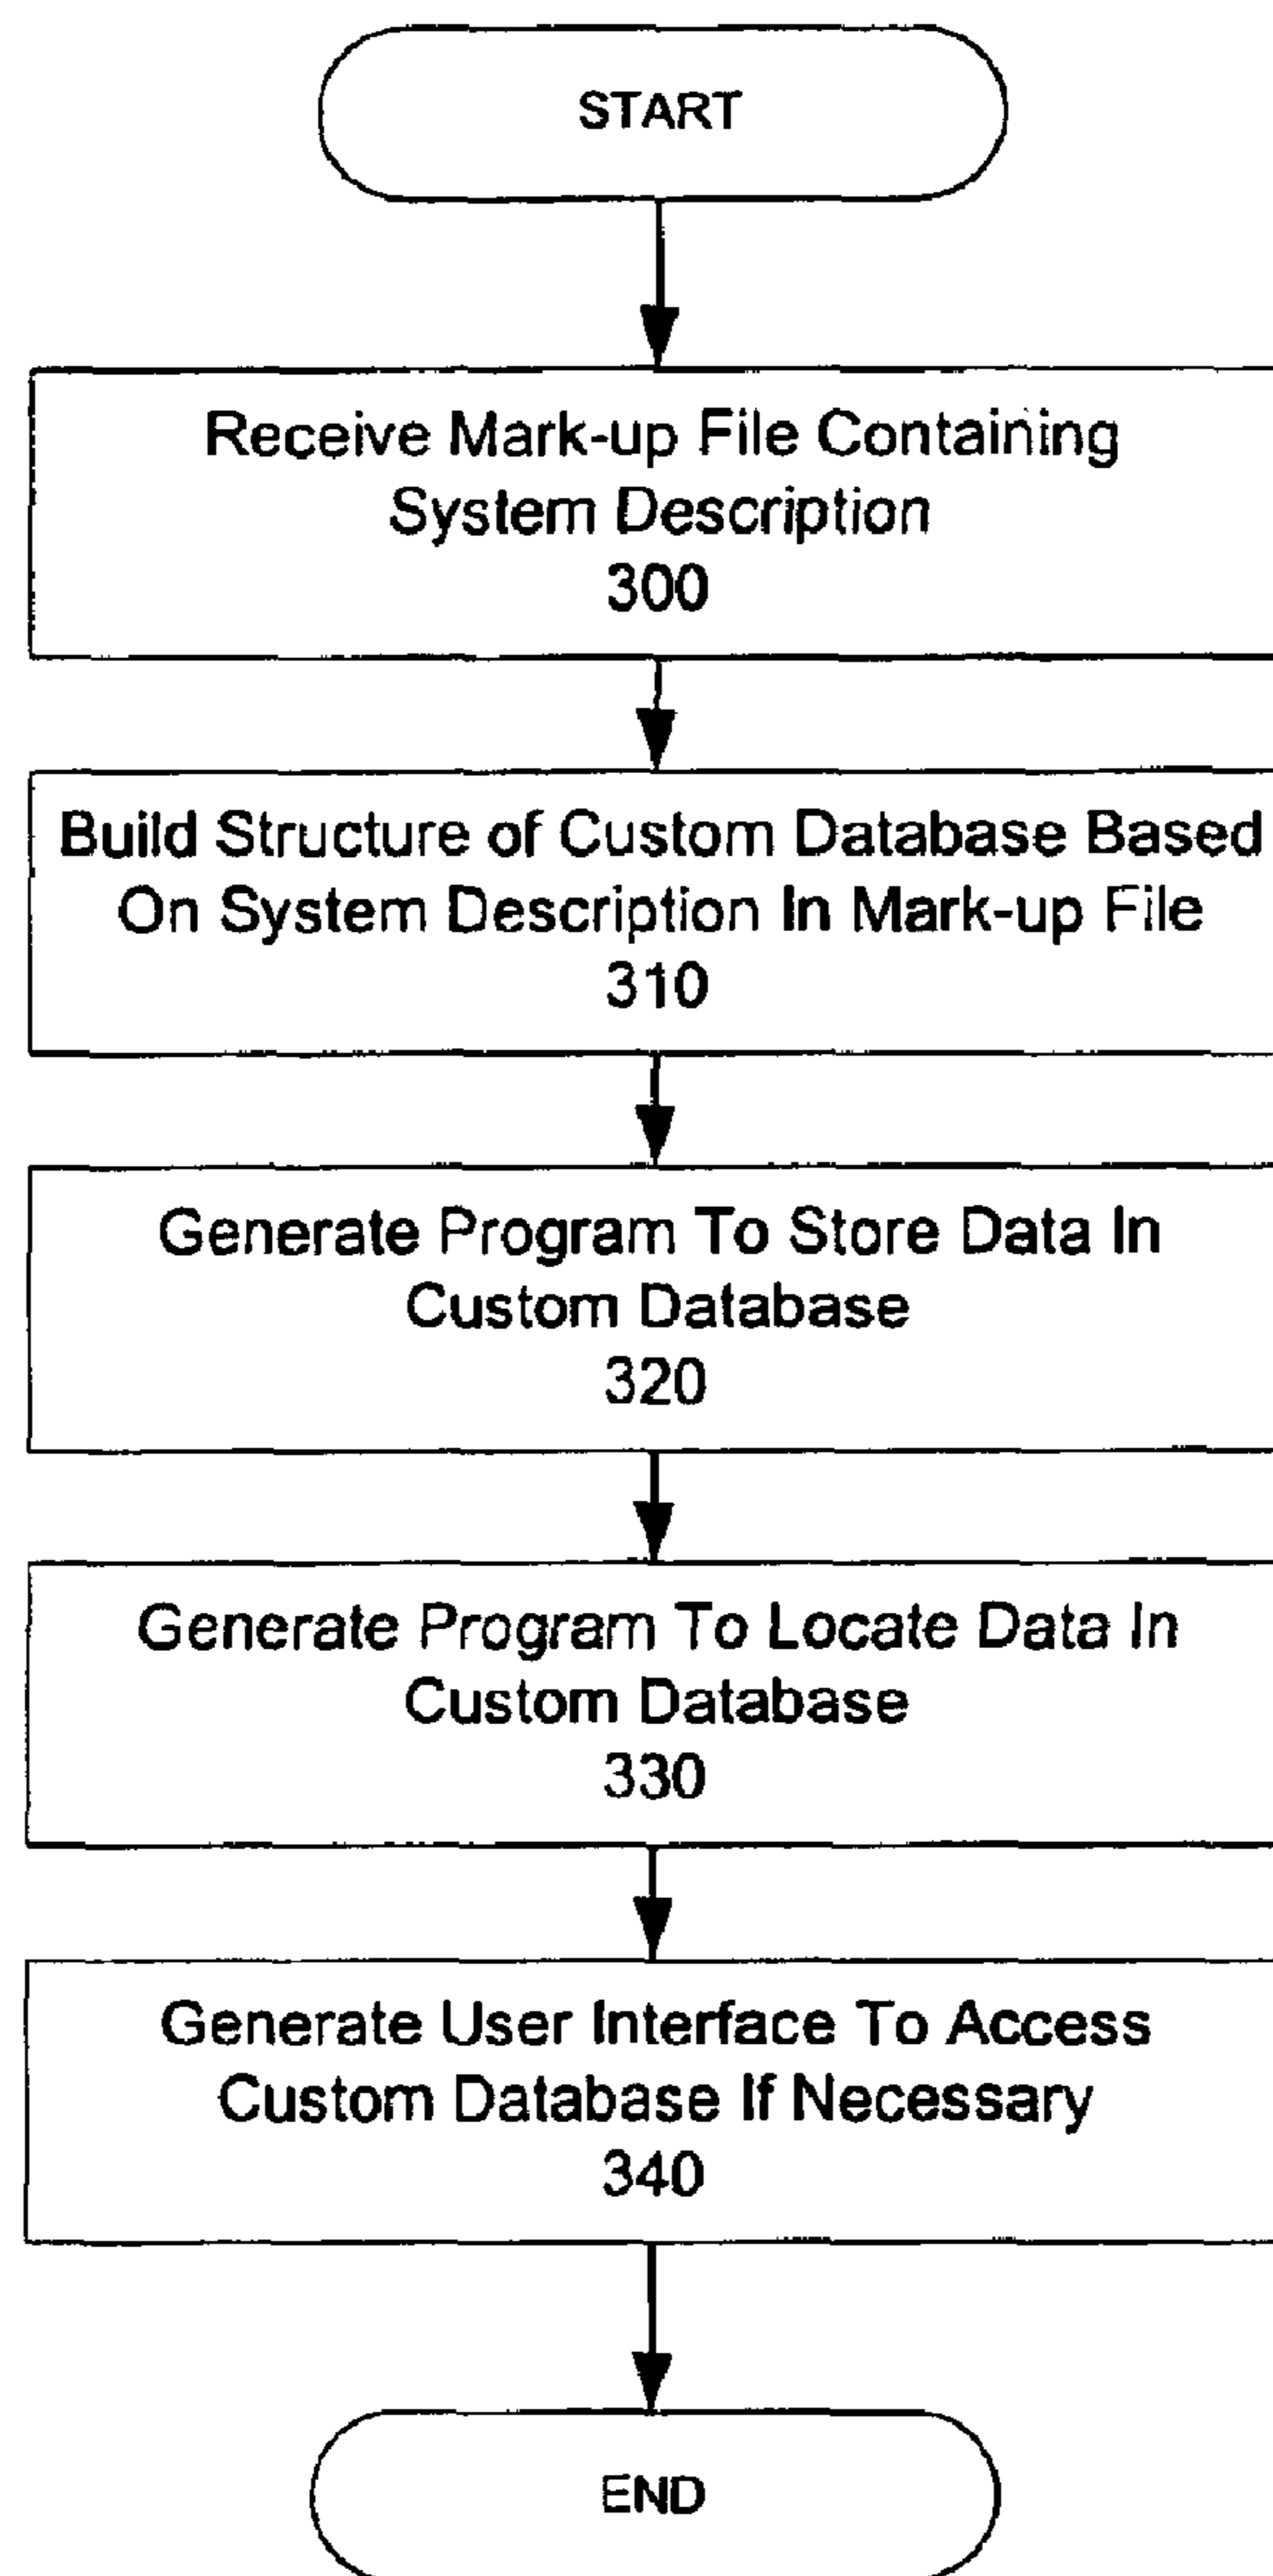 START
Receive Mark-up File Containing
System Description
300
Build Structure of Custom Database Based
On System Description In Mark-up File
310
Generate Program To Store Data In
Custom Database
320
Generate Program To Locate Data In
Custom Database
330
Generate User Interface To Access
Custom Database If Necessary
340
END